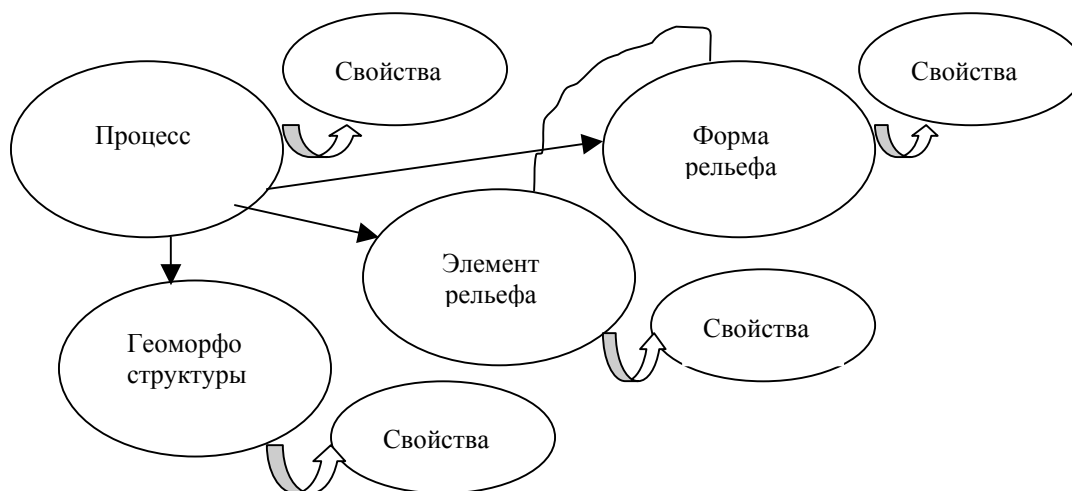 Свойства
Свойства
Процесс
Форма
рельефа
Элемент
рельефа
Свойства
Геоморфо
структуры
Свойства